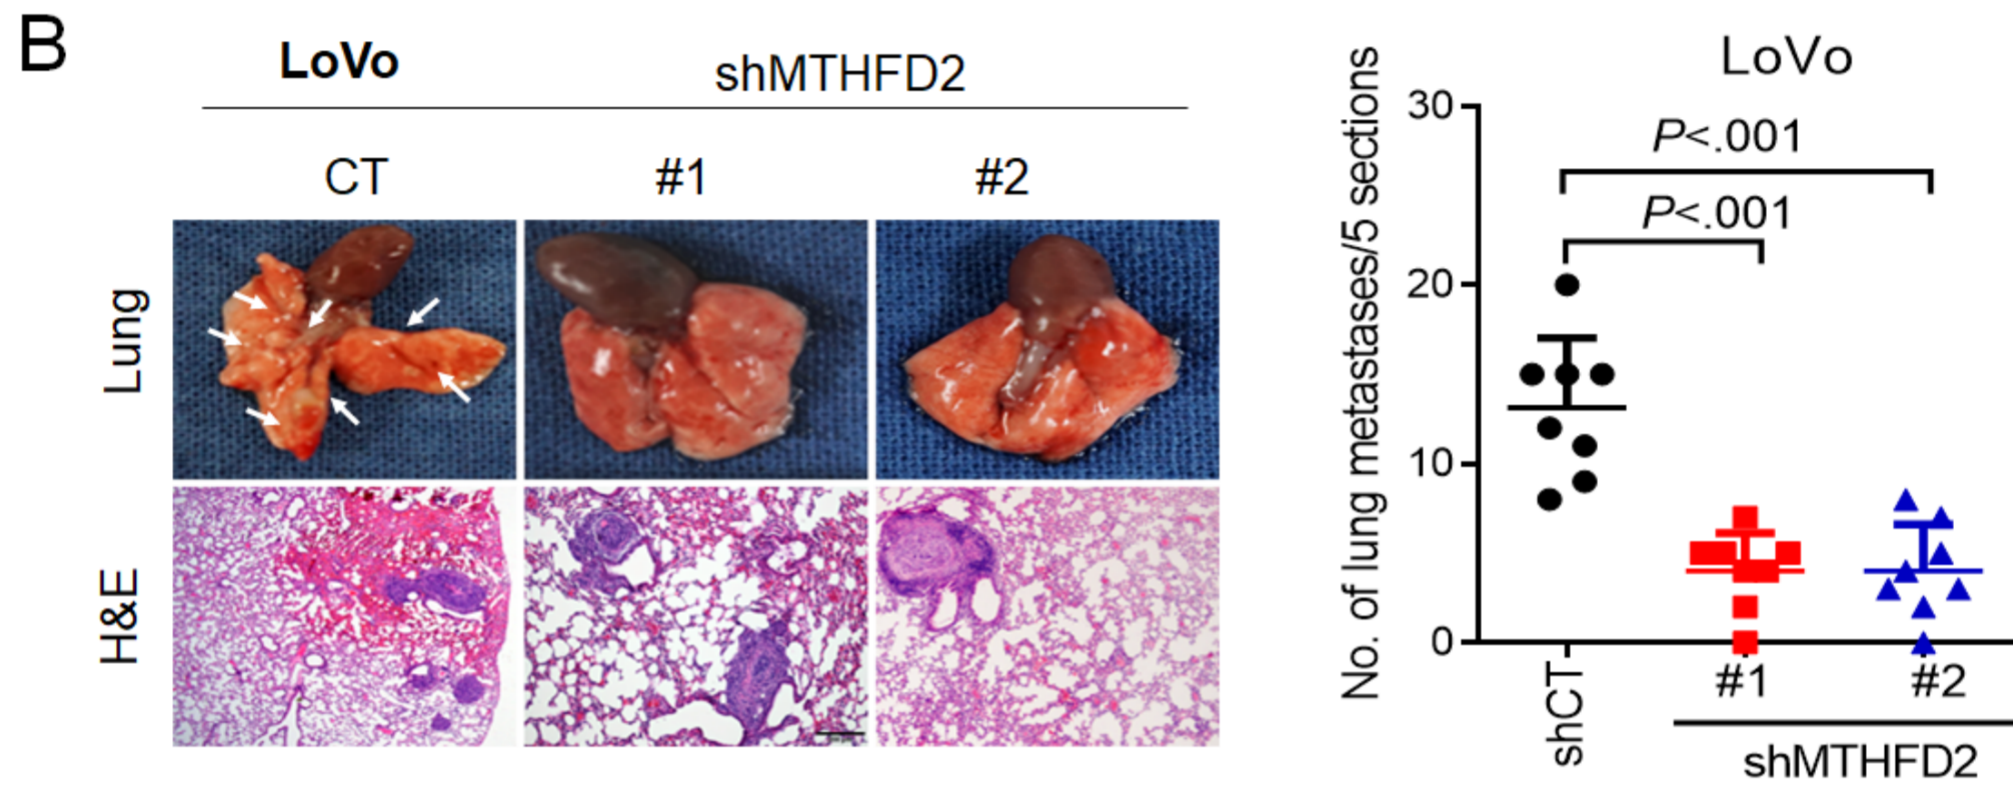 B
LoVo
shMTHFD2
CT
#1
#2
Lung
H&E
LoVo
No. of lung metastases/5 sections
30
20
10
0
P<.001
P<.001
shCT
#1
#2
shMTHFD2